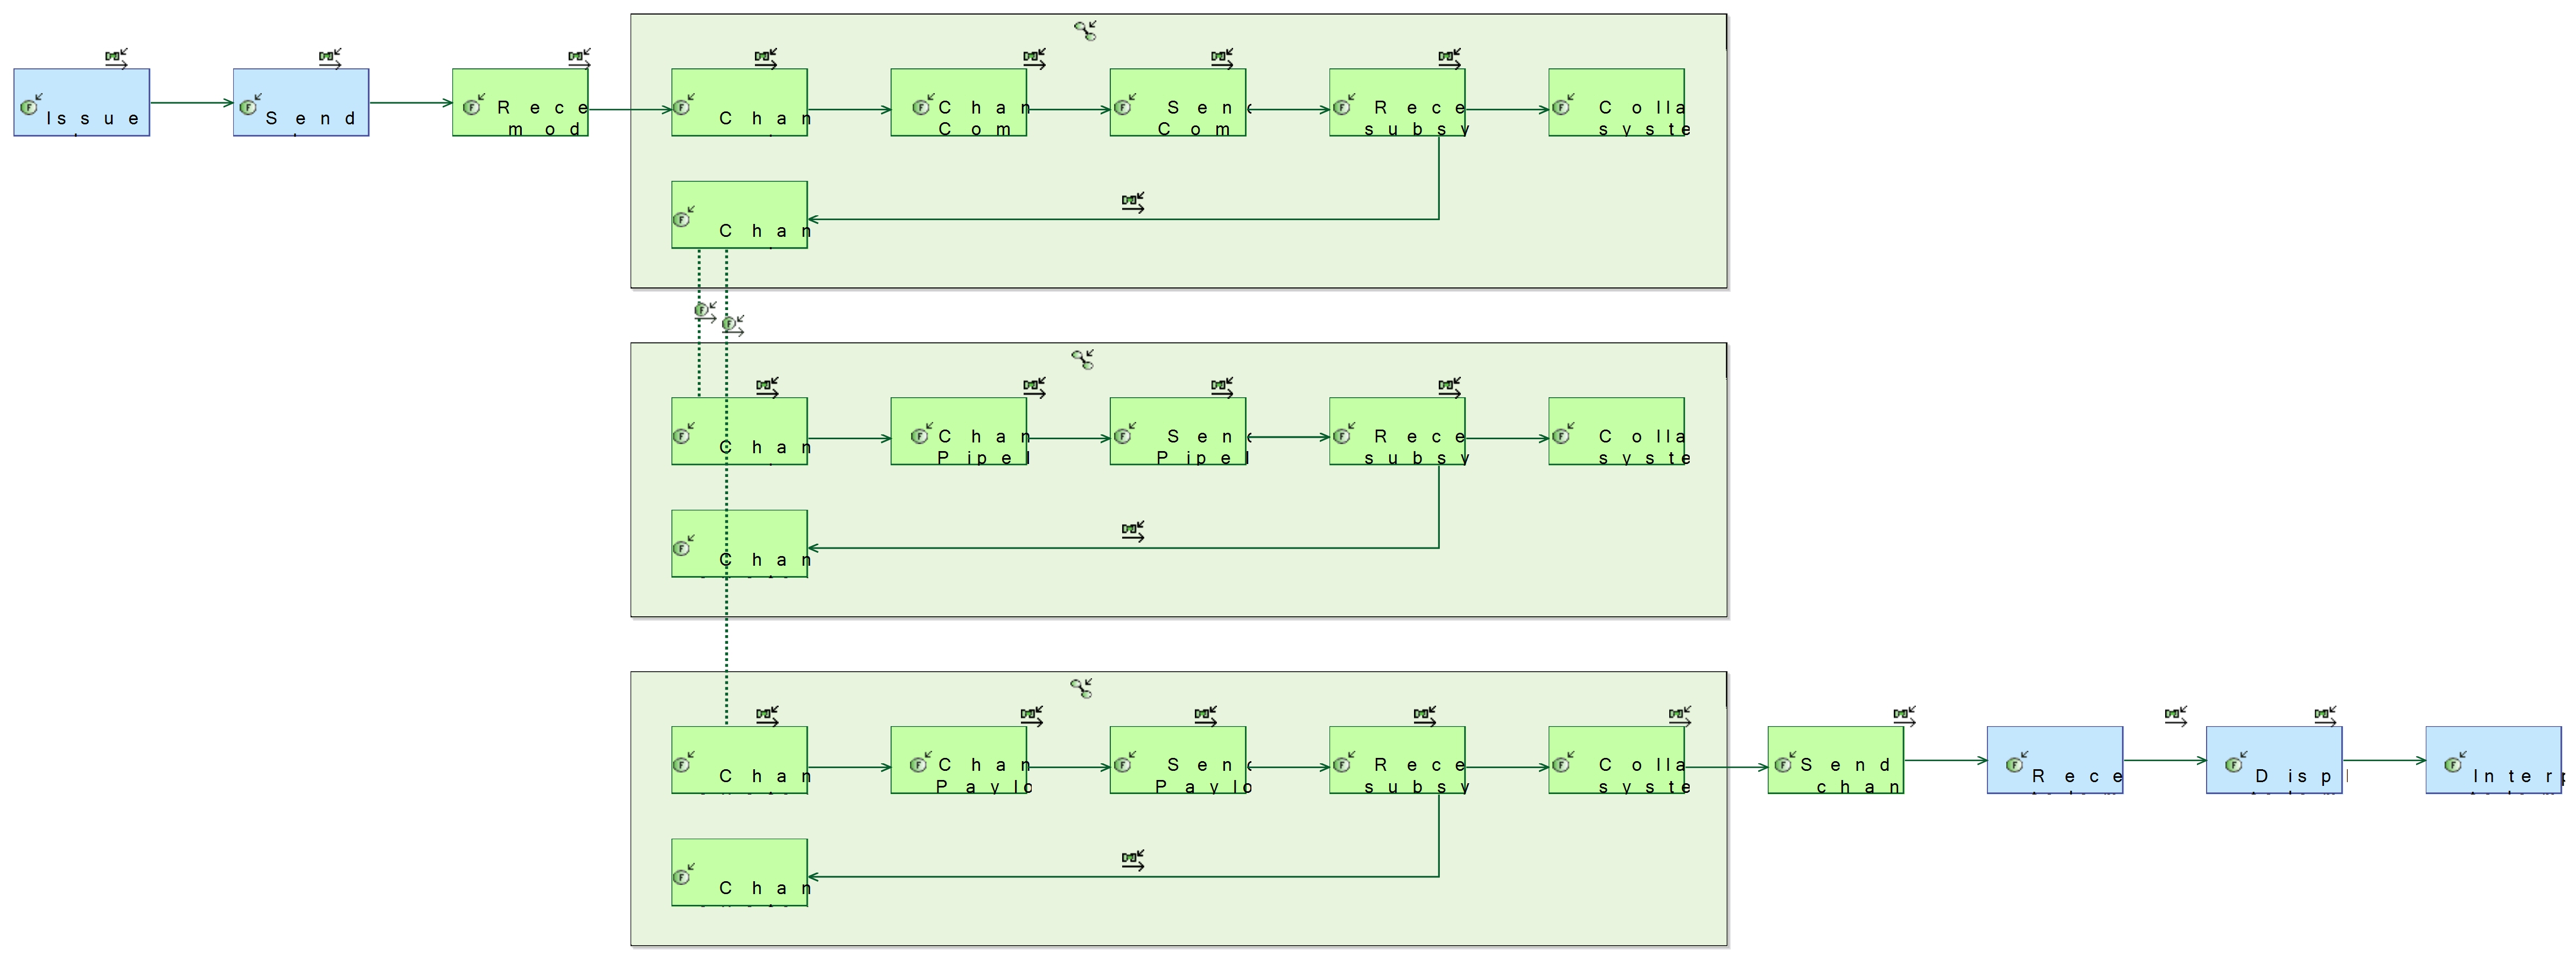 Issue
Send
Rece
mod
Chan
Chan
Com
Sen
Com
Rece
subsy
Colla
syste
Chan
Chan
Chan
Pipel
Sen
Pipel
Rece
subsy
Colla
syste
Chan
Chan
Chan
Paylo
Sen
Paylo
Rece
subsy
Colla
syste
Send
chan
Rece
Displ
Interp
Chan